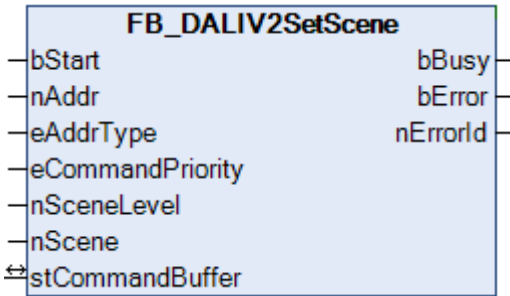 FB_DALIV2SetScene
bStart bBusy
nAddr bError
eAddrType nErrorId
eCommandPriority
nSceneLevel
nScene
stCommandBuffer